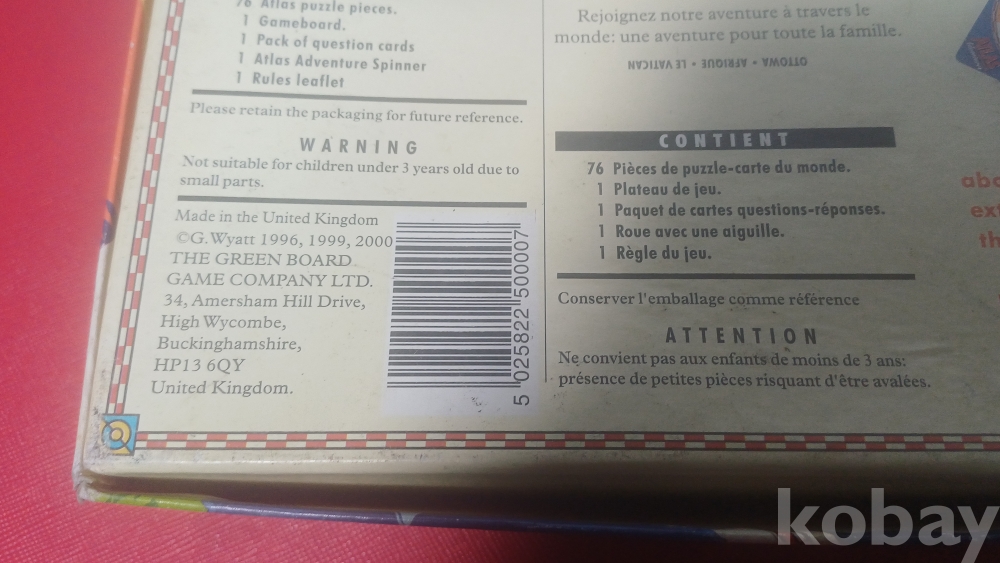 76 Atlas puzzle pieces.
1 Gameboard.
1 Pack of question cards
1 Atlas Adventure Spinner
1 Rules leaflet
Please retain the packaging for future reference.
WARNING
Not suitable for children under 3 years old due to
small parts.
Made in the United Kingdom
©G. Wyatt 1996, 1999, 2000
THE GREEN BOARD
GAME COMPANY LTD.
34, Amersham Hill Drive,
High Wycombe,
Buckinghamshire,
HP13 6QY
United Kingdom.
5 025822 500007
Rejoignez notre aventure à travers le
monde: une aventure pour toute la famille.
OTTOWA • AFRIQUE • LE VATICAN
CONTIENT
76 Pièces de puzzle-carte du monde.
1 Plateau de jeu.
1 Paquet de cartes questions-réponses.
1 Roue avec une aiguille.
1 Règle du jeu.
Conserver l'emballage comme référence
ATTENTION
Ne convient pas aux enfants de moins de 3 ans:
présence de petites pièces risquant d'être avalées.
kobay